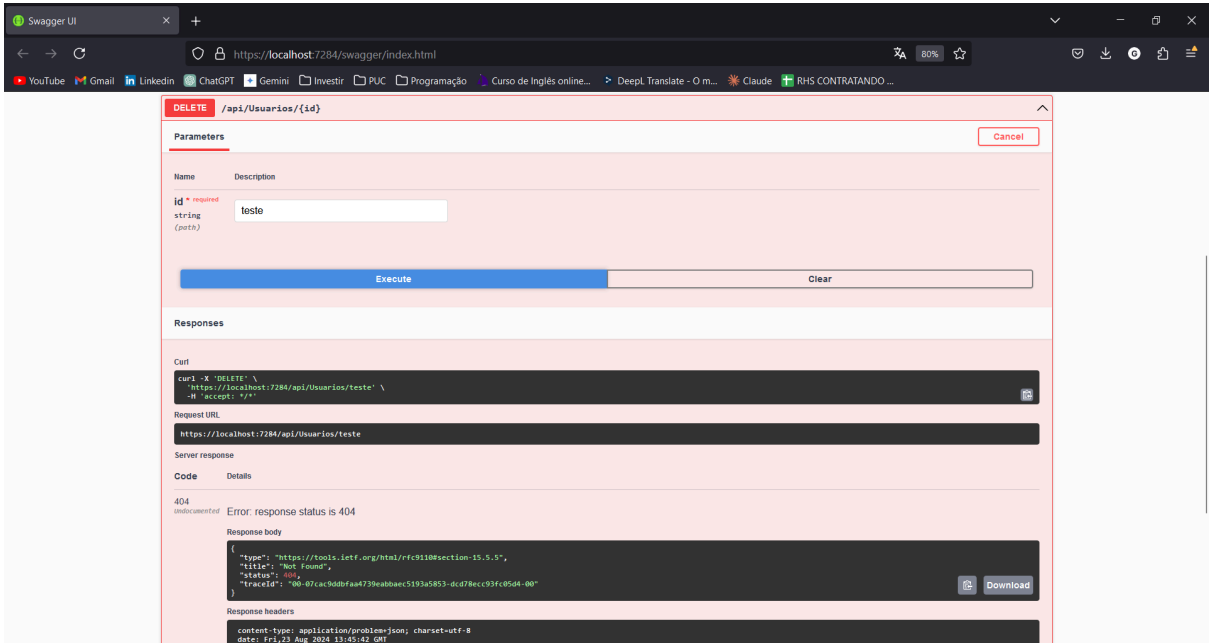 Swagger UI
https://localhost:7284/swagger/index.html
80%
YouTube Gmail Linkedin ChatGPT Gemini Investir PUC Programação Curso de Inglês online... DeepL Translate - O m... Claude RHS CONTRATANDO ...
DELETE /api/Usuarios/{id}
Parameters
Cancel
Name Description
id * required
string
(path)
teste
Execute Clear
Responses
Curl
curl -X 'DELETE' \
'https://localhost:7284/api/Usuarios/teste' \
-H 'accept: */*'
Request URL
https://localhost:7284/api/Usuarios/teste
Server response
Code Details
404
Undocumented
Error: response status is 404
Response body
{
"type": "https://tools.ietf.org/html/rfc9110#section-15.5.5",
"title": "Not Found",
"status": 404,
"traceId": "00-07cac9ddbfaa4739eabbaec5193a5853-dcd78ecc93fc05d4-00"
}
Download
Response headers
content-type: application/problem+json; charset=utf-8
date: Fri,23 Aug 2024 13:45:42 GMT